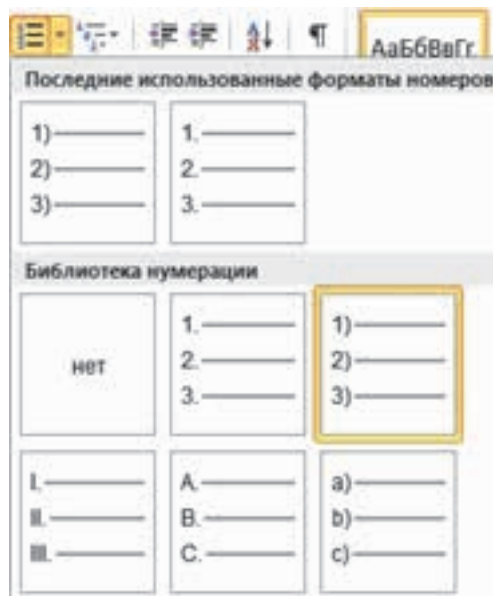 АаБбВвГг
Последние использованные форматы номеров
1) 1.
2) 2.
3) 3.
Библиотека нумерации
нет
1. 1)
2. 2)
3. 3)
I. A. a)
II. B. b)
III. C. c)